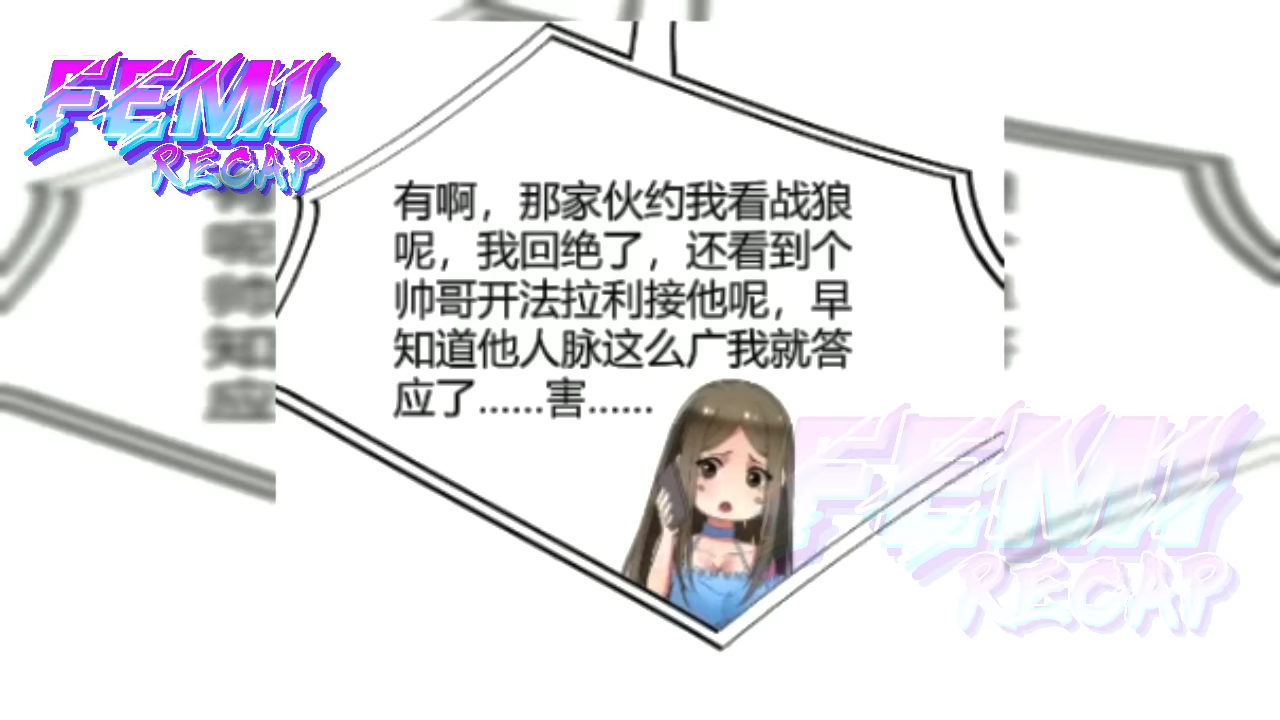 FEMI
RECAP
有啊，那家伙约我看战狼
呢，我回绝了，还看到个
帅哥开法拉利接他呢，早
知道他人脉这么广我就答
应了......害......
FEMI
RECAP